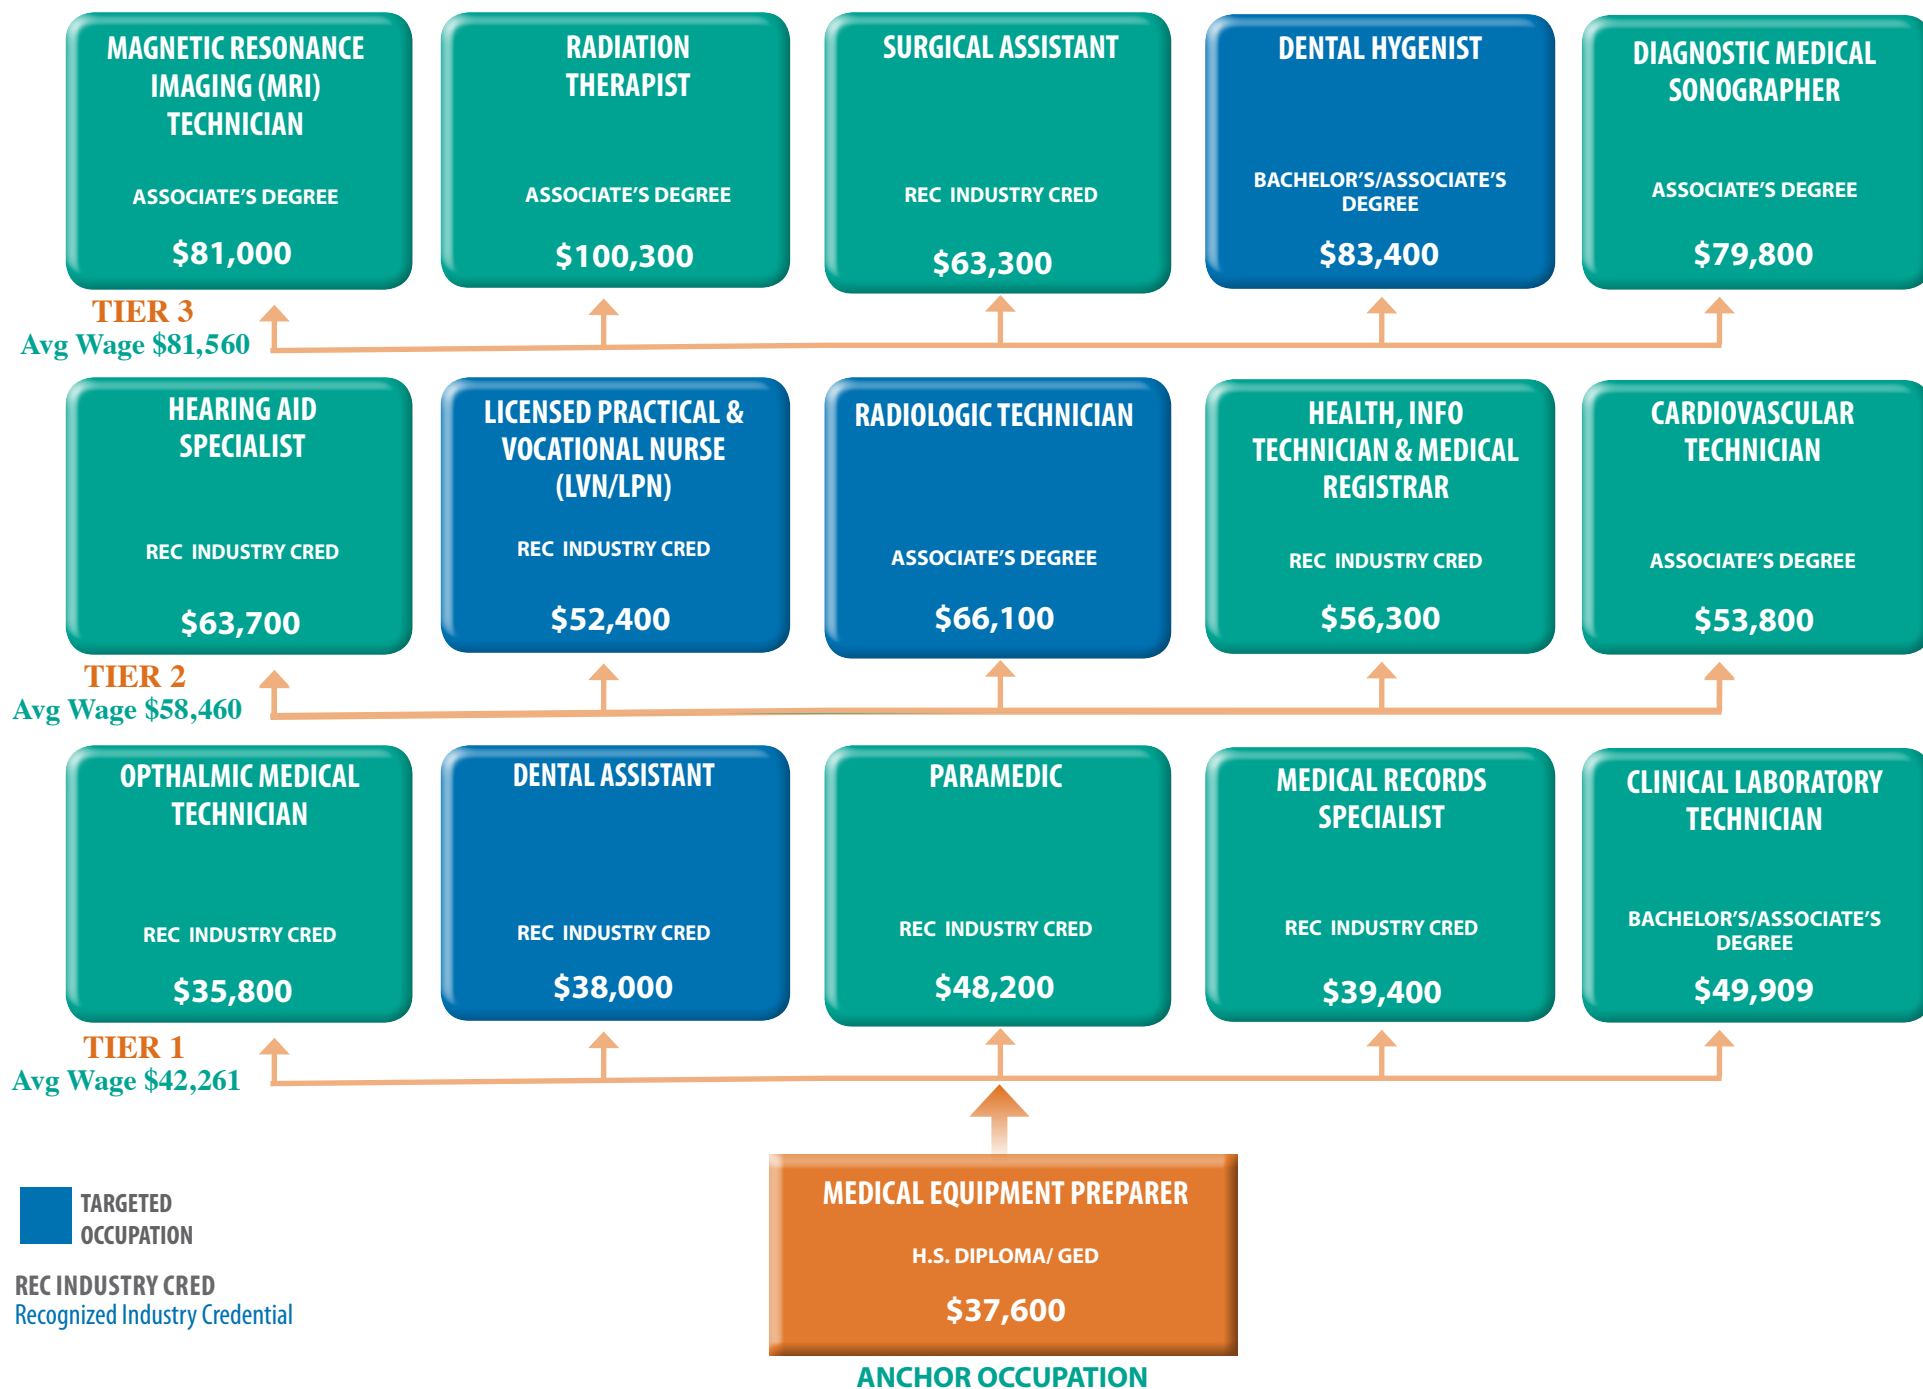 MAGNETIC RESONANCE
IMAGING (MRI)
TECHNICIAN
ASSOCIATE'S DEGREE
$81,000
RADIATION
THERAPIST
ASSOCIATE'S DEGREE
$100,300
SURGICAL ASSISTANT
REC INDUSTRY CRED
$63,300
DENTAL HYGENIST
BACHELOR'S/ASSOCIATE'S
DEGREE
$83,400
DIAGNOSTIC MEDICAL
SONOGRAPHER
ASSOCIATE'S DEGREE
$79,800
TIER 3
Avg Wage $81,560
HEARING AID
SPECIALIST
REC INDUSTRY CRED
$63,700
LICENSED PRACTICAL &
VOCATIONAL NURSE
(LVN/LPN)
REC INDUSTRY CRED
$52,400
RADIOLOGIC TECHNICIAN
ASSOCIATE'S DEGREE
$66,100
HEALTH, INFO
TECHNICIAN & MEDICAL
REGISTRAR
REC INDUSTRY CRED
$56,300
CARDIOVASCULAR
TECHNICIAN
ASSOCIATE'S DEGREE
$53,800
TIER 2
Avg Wage $58,460
OPTHALMIC MEDICAL
TECHNICIAN
REC INDUSTRY CRED
$35,800
DENTAL ASSISTANT
REC INDUSTRY CRED
$38,000
PARAMEDIC
REC INDUSTRY CRED
$48,200
MEDICAL RECORDS
SPECIALIST
REC INDUSTRY CRED
$39,400
CLINICAL LABORATORY
TECHNICIAN
BACHELOR'S/ASSOCIATE'S
DEGREE
$49,909
TIER 1
Avg Wage $42,261
MEDICAL EQUIPMENT PREPARER
H.S. DIPLOMA/ GED
$37,600
ANCHOR OCCUPATION
TARGETED
OCCUPATION
REC INDUSTRY CRED
Recognized Industry Credential